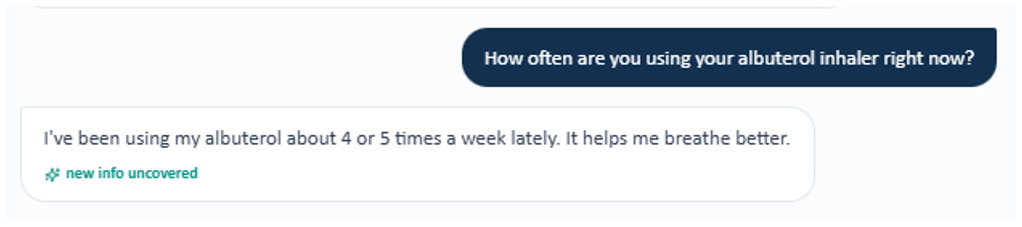 How often are you using your albuterol inhaler right now?
I've been using my albuterol about 4 or 5 times a week lately. It helps me breathe better.
new info uncovered